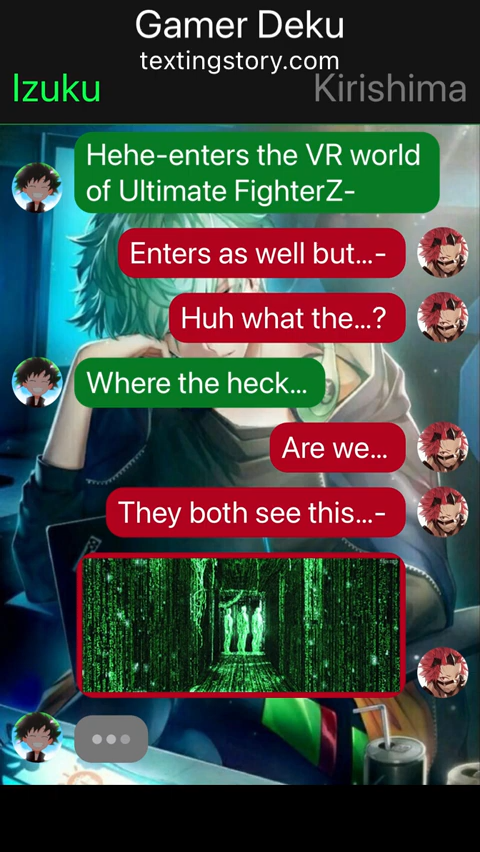 Gamer Deku
textingstory.com
Izuku
Kirishima
Hehe-enters the VR world
of Ultimate FighterZ-
Enters as well but...-
Huh what the...?
Where the heck...
Are we...
They both see this...-